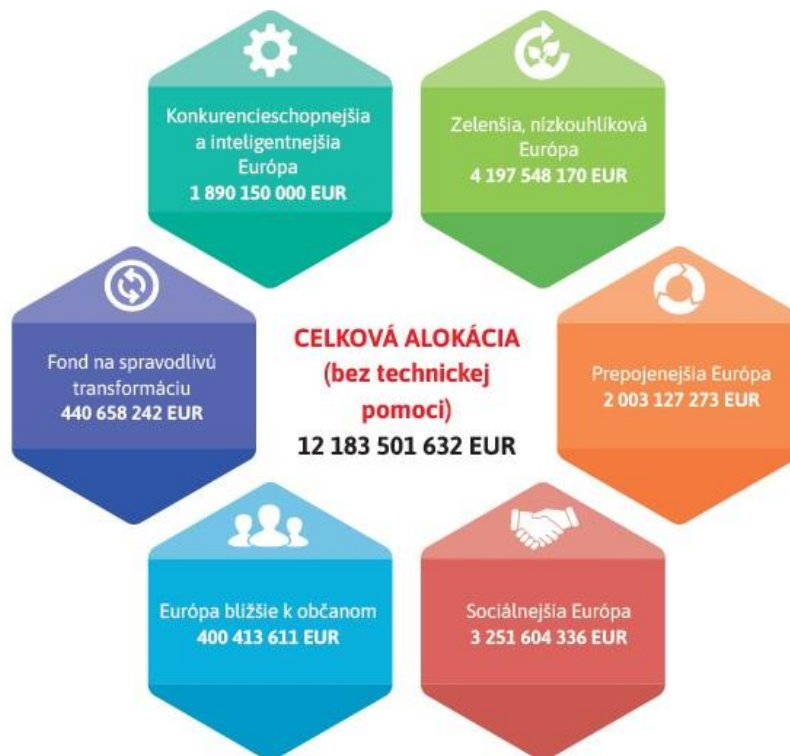 Konkurencieschopnejšia
a inteligentnejšia
Európa
1 890 150 000 EUR
Zelenšia, nízkouhlíková
Európa
4 197 548 170 EUR
Fond na spravodlivú
transformáciu
440 658 242 EUR
CELKOVÁ ALOKÁCIA
(bez technickej
pomoci)
12 183 501 632 EUR
Prepojenejšia Európa
2 003 127 273 EUR
Európa bližšie k občanom
400 413 611 EUR
Sociálnejšia Európa
3 251 604 336 EUR